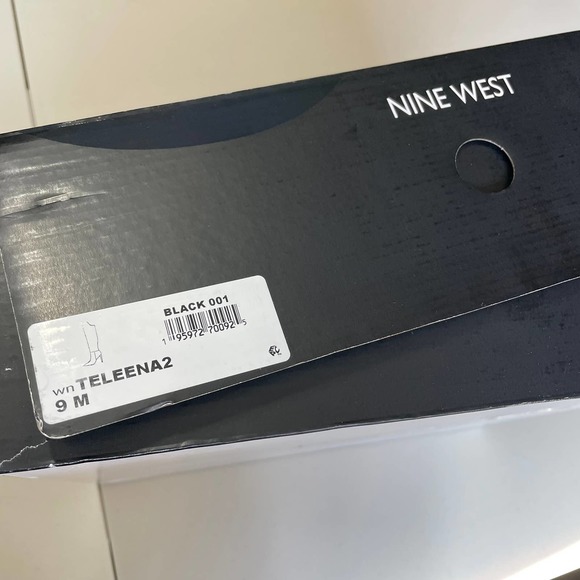 NINE WEST
BLACK 001
1 95972 70092 5
wn TELEENA2
9 M